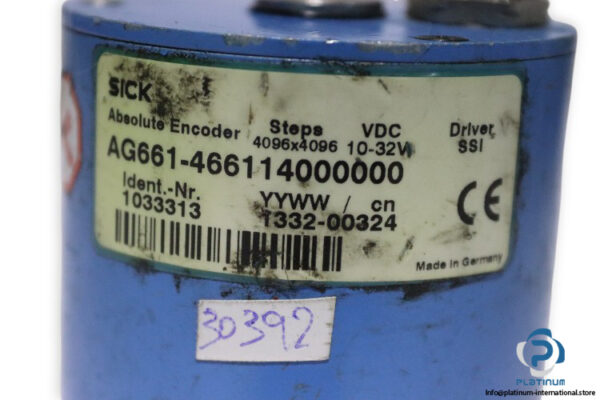 SICK
Absolute Encoder Steps VDC Driver
4096x4096 10-32V SSI
AG661-466114000000
Ident.-Nr. YYWW / cn
1033313 1332-00324
CE
Made in Germany
30392
PLATINUM
info@platinum-international.store